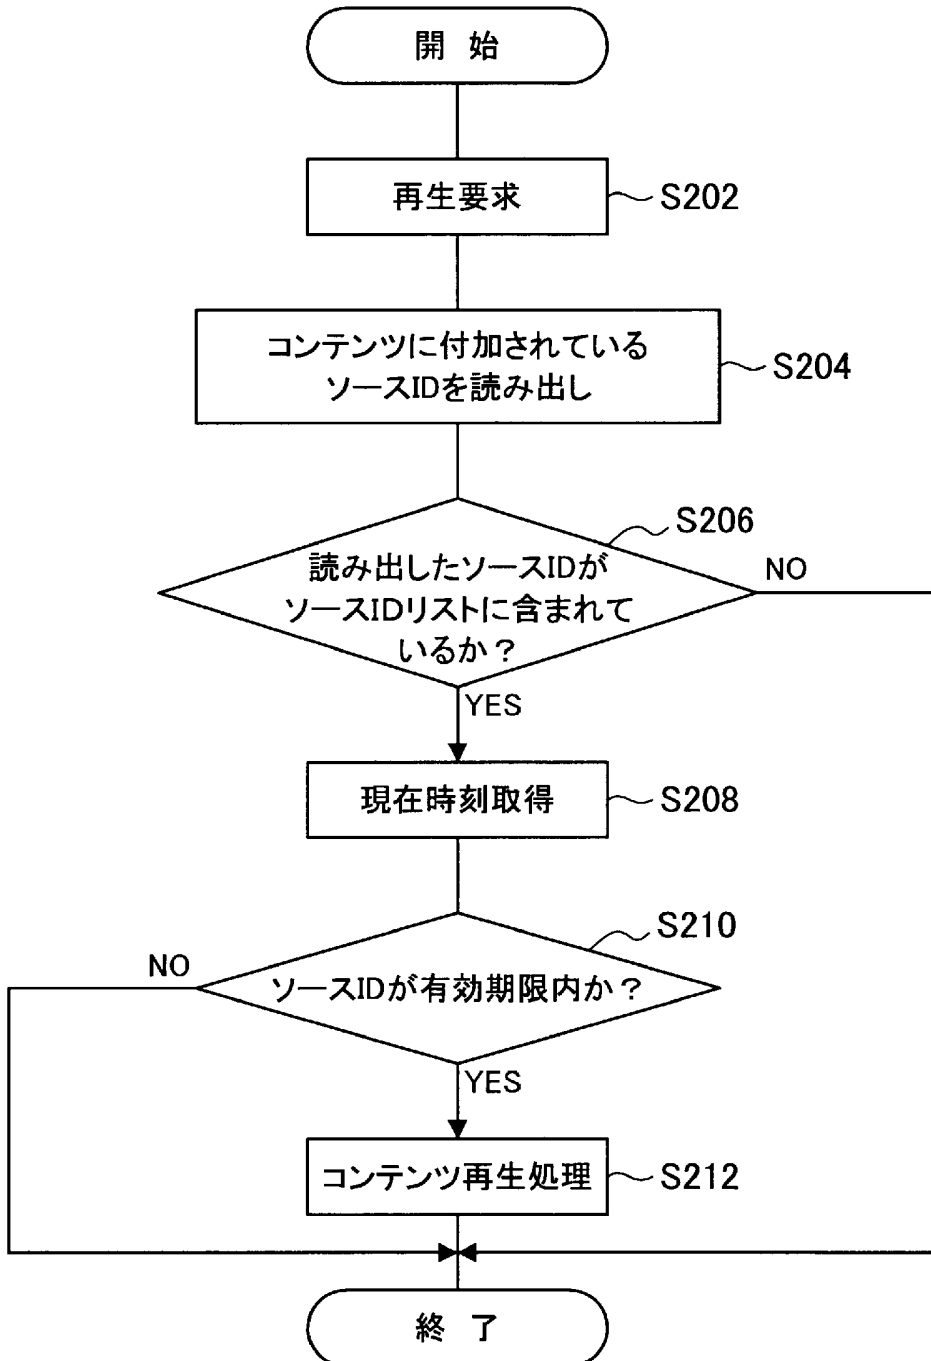 開 始
再生要求
S202
コンテンツに付加されている
ソースIDを読み出し
S204
S206
読み出したソースIDが
ソースIDリストに含まれて
いるか？
NO
YES
現在時刻取得
S208
S210
NO
ソースIDが有効期限内か？
YES
コンテンツ再生処理
S212
終 了